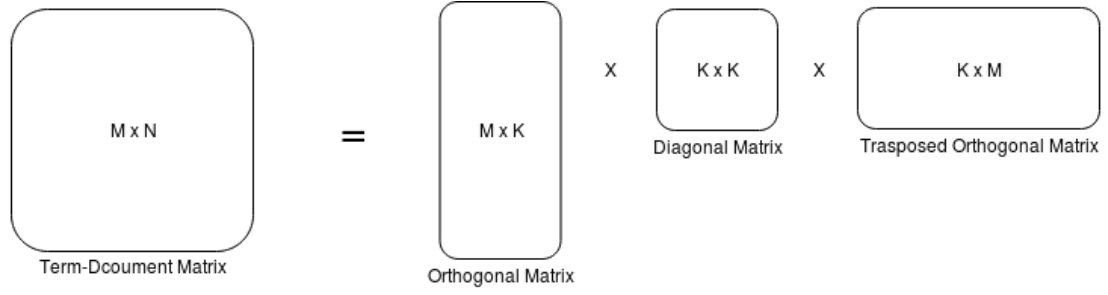 M x N
Term-Dcoument Matrix
=
M x K
Orthogonal Matrix
X
K x K
Diagonal Matrix
X
K x M
Trasposed Orthogonal Matrix